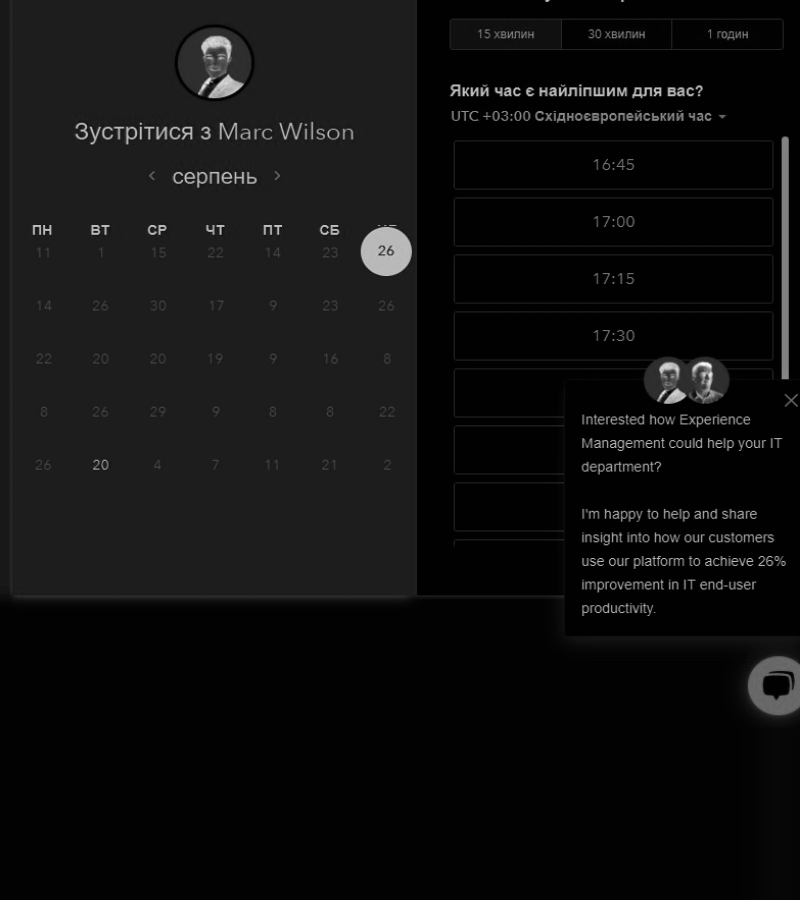 Зустрітися з Marc Wilson
серпень
ПН ВТ СР ЧТ ПТ СБ
11 1 15 22 14 23 26
14 26 30 17 9 23 26
22 20 20 19 9 16 8
8 26 29 9 8 8 22
26 20 4 7 11 21 2
15 хвилин 30 хвилин 1 годин
Який час є найліпшим для вас?
UTC +03:00 Східноєвропейський час
16:45
17:00
17:15
17:30
Interested how Experience
Management could help your IT
department?
I'm happy to help and share
insight into how our customers
use our platform to achieve 26%
improvement in IT end-user
productivity.